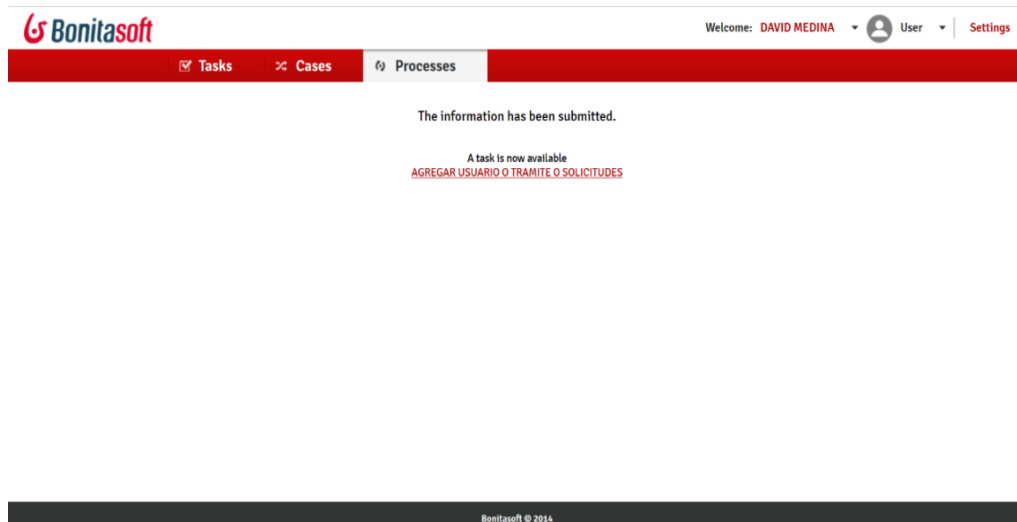 Bonitasoft
Welcome: DAVID MEDINA User Settings
Tasks Cases Processes
The information has been submitted.
A task is now available
AGREGAR USUARIO O TRAMITE O SOLICITUDES
Bonitasoft © 2014